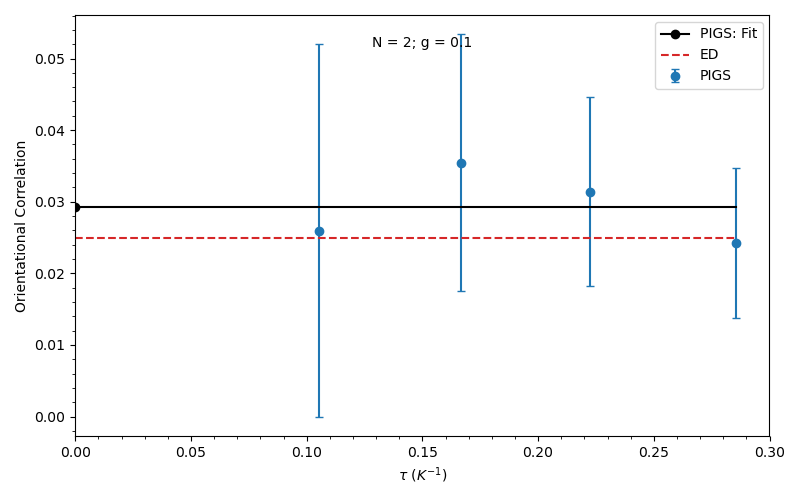 N = 2; g = 0.1
PIGS: Fit
ED
PIGS
Orientational Correlation
0.05
0.04
0.03
0.02
0.01
0.00
0.00 0.05 0.10 0.15 0.20 0.25 0.30
τ (K⁻¹)